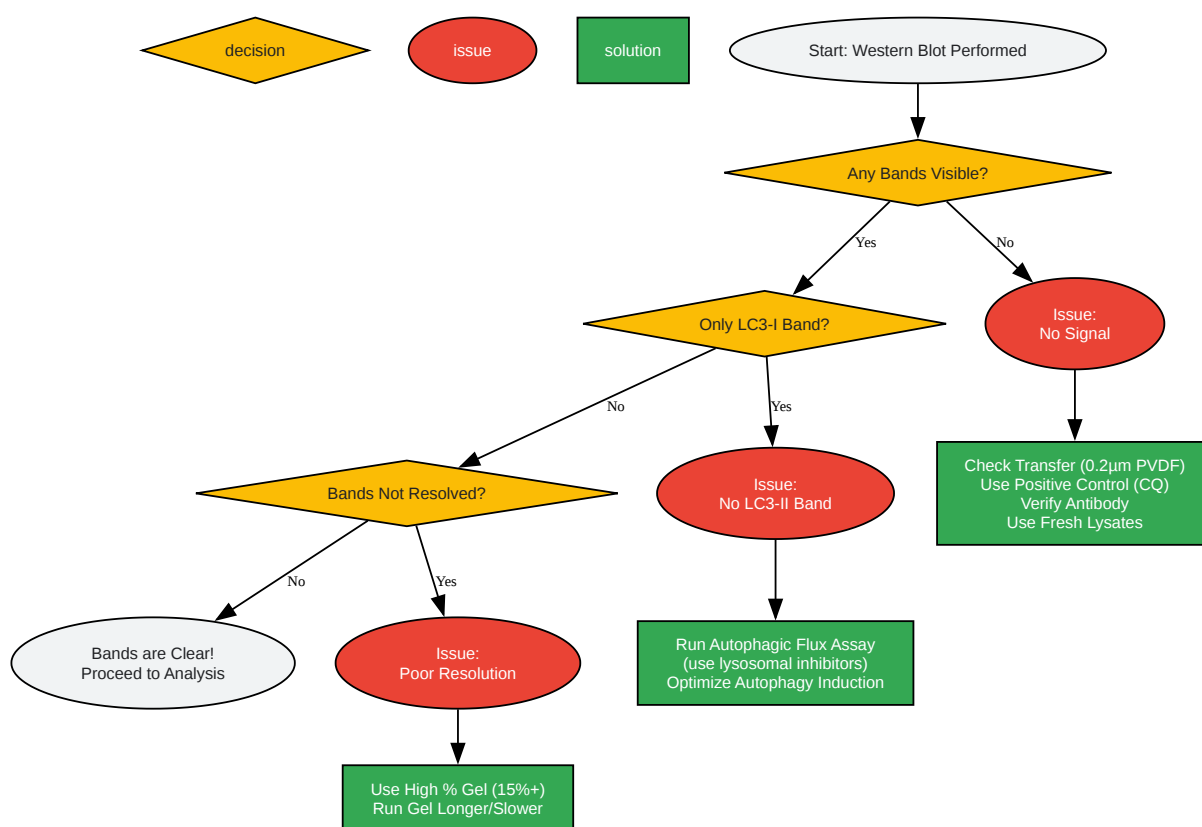 decision
issue
solution
Start: Western Blot Performed
Any Bands Visible?
Yes
No
Only LC3-I Band?
Issue:
No Signal
No
Yes
Check Transfer (0.2µm PVDF)
Use Positive Control (CQ)
Verify Antibody
Use Fresh Lysates
Bands Not Resolved?
Issue:
No LC3-II Band
No
Yes
Bands are Clear!
Proceed to Analysis
Issue:
Poor Resolution
Run Autophagic Flux Assay
(use lysosomal inhibitors)
Optimize Autophagy Induction
Use High % Gel (15%+)
Run Gel Longer/Slower